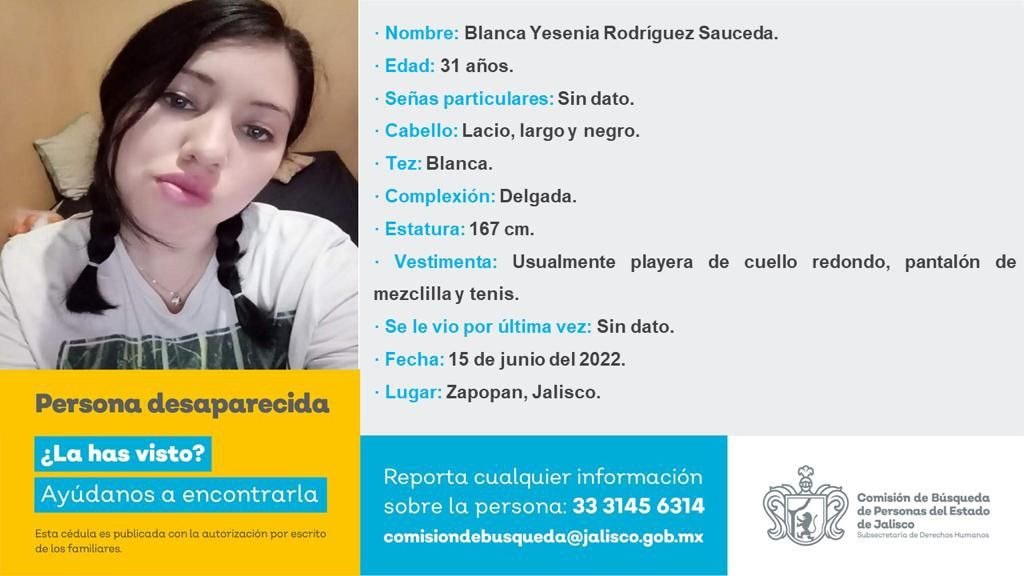 · Nombre: Blanca Yesenia Rodríguez Sauceda.
· Edad: 31 años.
· Señas particulares: Sin dato.
· Cabello: Lacio, largo y negro.
· Tez: Blanca.
· Complexión: Delgada.
· Estatura: 167 cm.
· Vestimenta: Usualmente playera de cuello redondo, pantalón de
mezclilla y tenis.
· Se le vio por última vez: Sin dato.
· Fecha: 15 de junio del 2022.
· Lugar: Zapopan, Jalisco.
Persona desaparecida
¿La has visto?
Ayúdanos a encontrarla
Esta cédula es publicada con la autorización por escrito
de los familiares.
Reporta cualquier información
sobre la persona: 33 3145 6314
comisiondebusqueda@jalisco.gob.mx
Comisión de Búsqueda
de Personas del Estado
de Jalisco
Subsecretaría de Derechos Humanos